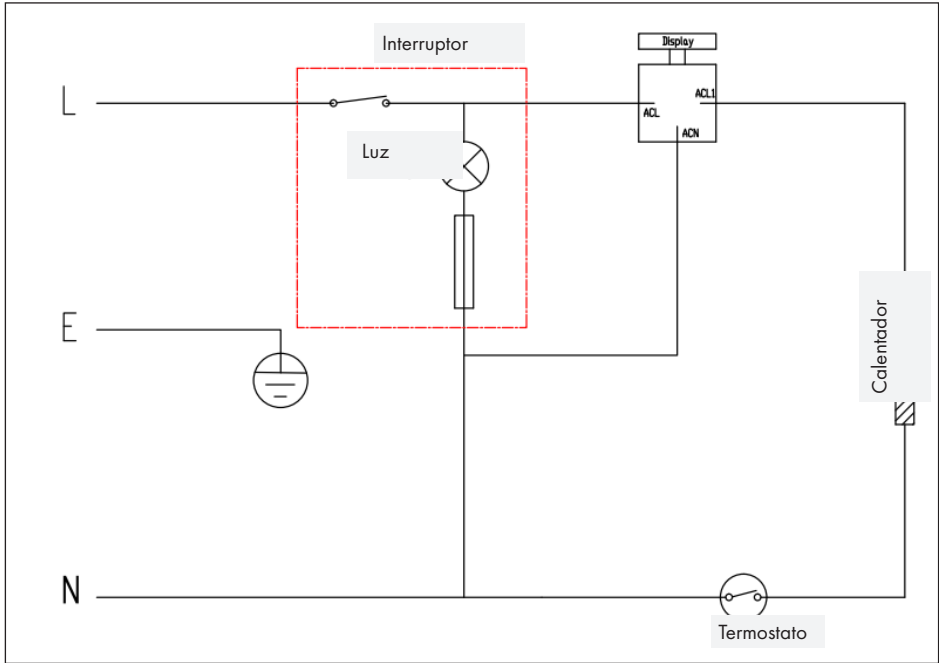 Interruptor
Display
L
ACL1
ACL
ACN
Luz
E
Calentador
N
Termostato